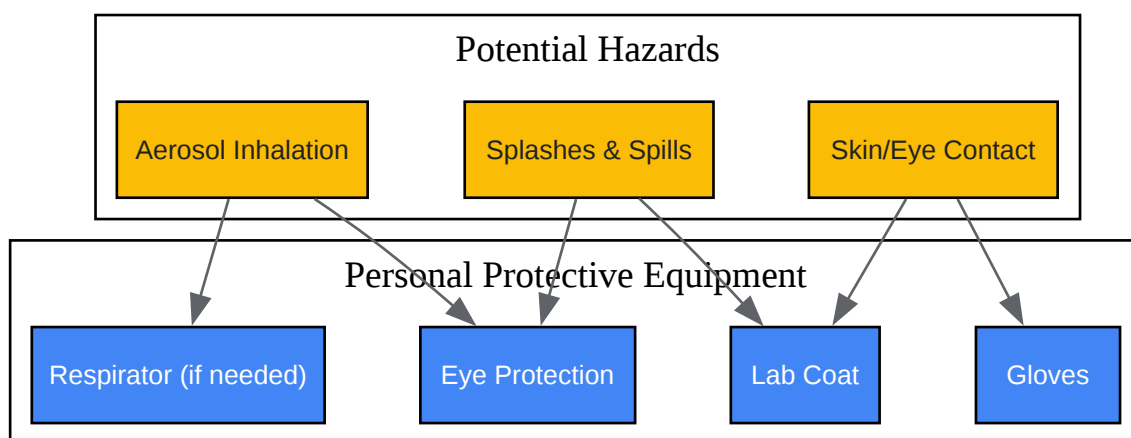 Potential Hazards
Aerosol Inhalation
Splashes & Spills
Skin/Eye Contact
Personal Protective Equipment
Respirator (if needed)
Eye Protection
Lab Coat
Gloves